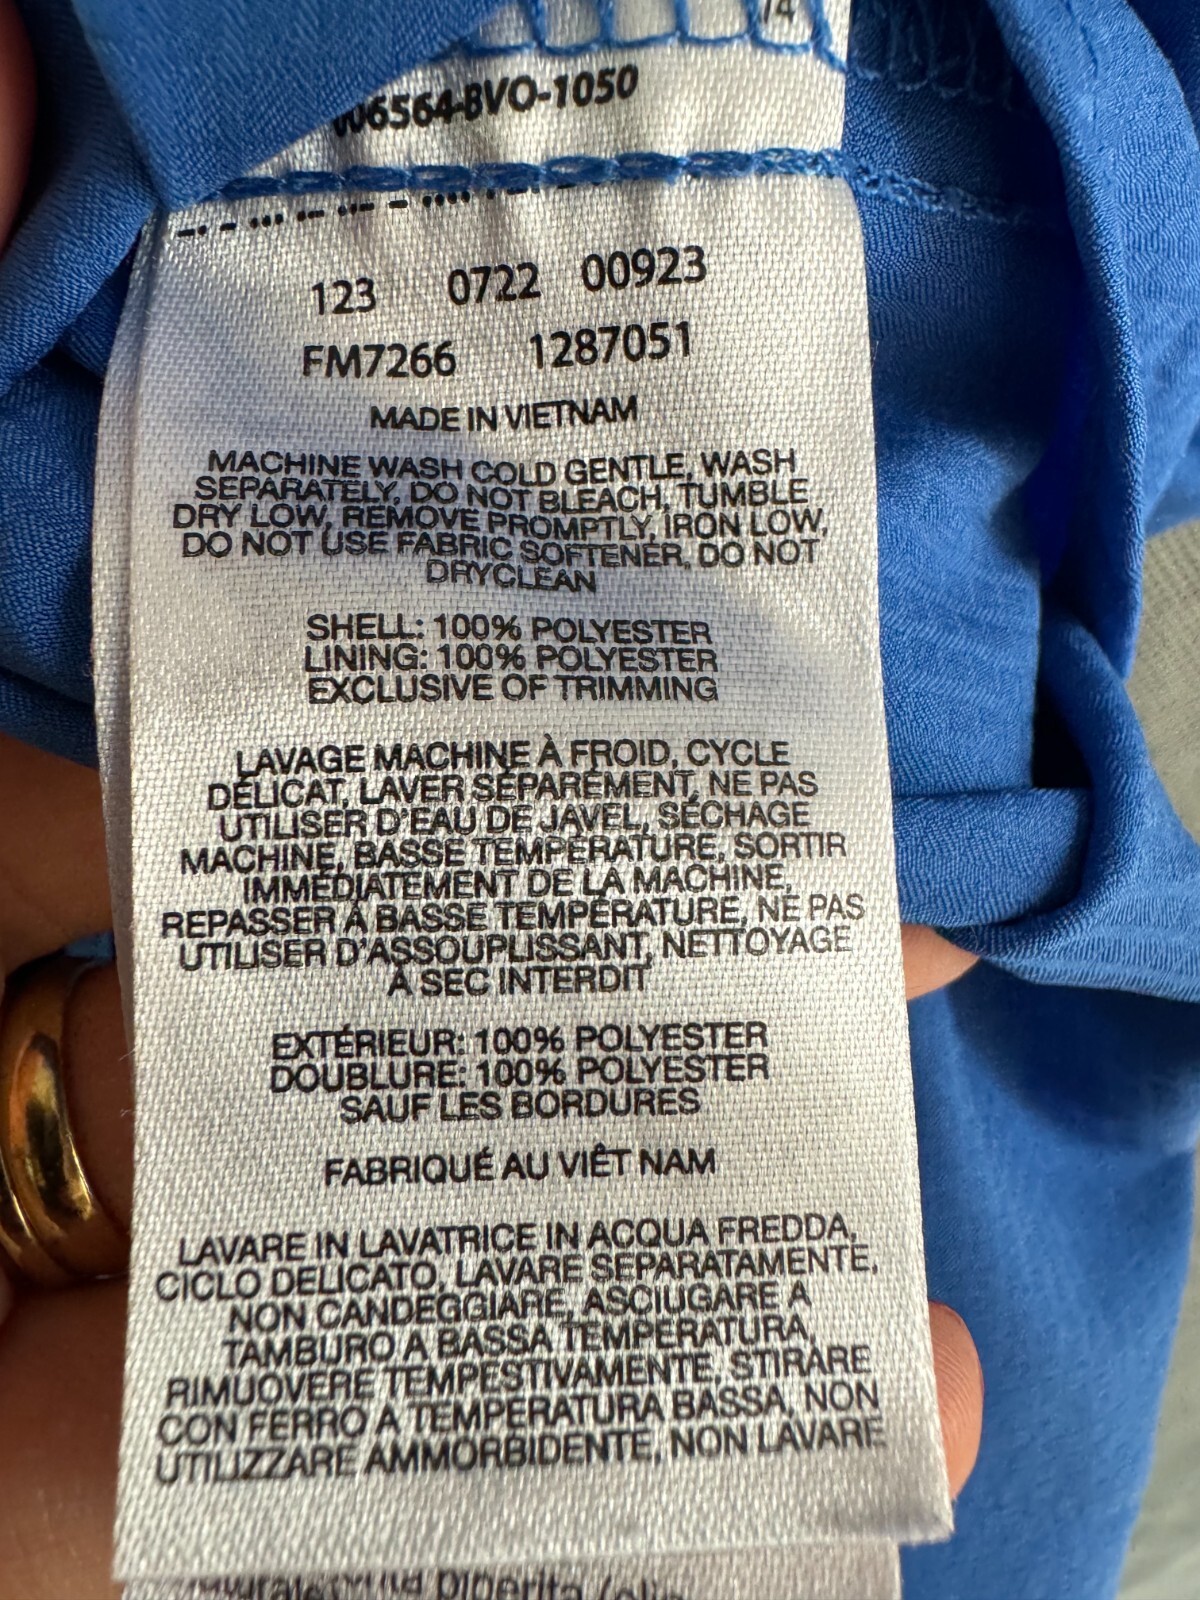 74
06564-BVO-1050
123 0722 00923
FM7266 1287051
MADE IN VIETNAM
MACHINE WASH COLD GENTLE, WASH
SEPARATELY, DO NOT BLEACH, TUMBLE
DRY LOW, REMOVE PROMPTLY, IRON LOW,
DO NOT USE FABRIC SOFTENER, DO NOT
DRYCLEAN
SHELL: 100% POLYESTER
LINING: 100% POLYESTER
EXCLUSIVE OF TRIMMING
LAVAGE MACHINE À FROID, CYCLE
DÉLICAT, LAVER SÉPARÉMENT, NE PAS
UTILISER D'EAU DE JAVEL, SÉCHAGE
MACHINE, BASSE TEMPÉRATURE, SORTIR
IMMÉDIATEMENT DE LA MACHINE,
REPASSER À BASSE TEMPÉRATURE, NE PAS
UTILISER D'ASSOUPLISSANT, NETTOYAGE
À SEC INTERDIT
EXTÉRIEUR: 100% POLYESTER
DOUBLURE: 100% POLYESTER
SAUF LES BORDURES
FABRIQUÉ AU VIÊT NAM
LAVARE IN LAVATRICE IN ACQUA FREDDA,
CICLO DELICATO, LAVARE SEPARATAMENTE,
NON CANDEGGIARE, ASCIUGARE A
TAMBURO A BASSA TEMPERATURA,
RIMUOVERE TEMPESTIVAMENTE, STIRARE
CON FERRO A TEMPERATURA BASSA, NON
UTILIZZARE AMMORBIDENTE, NON LAVARE
piperita (olio